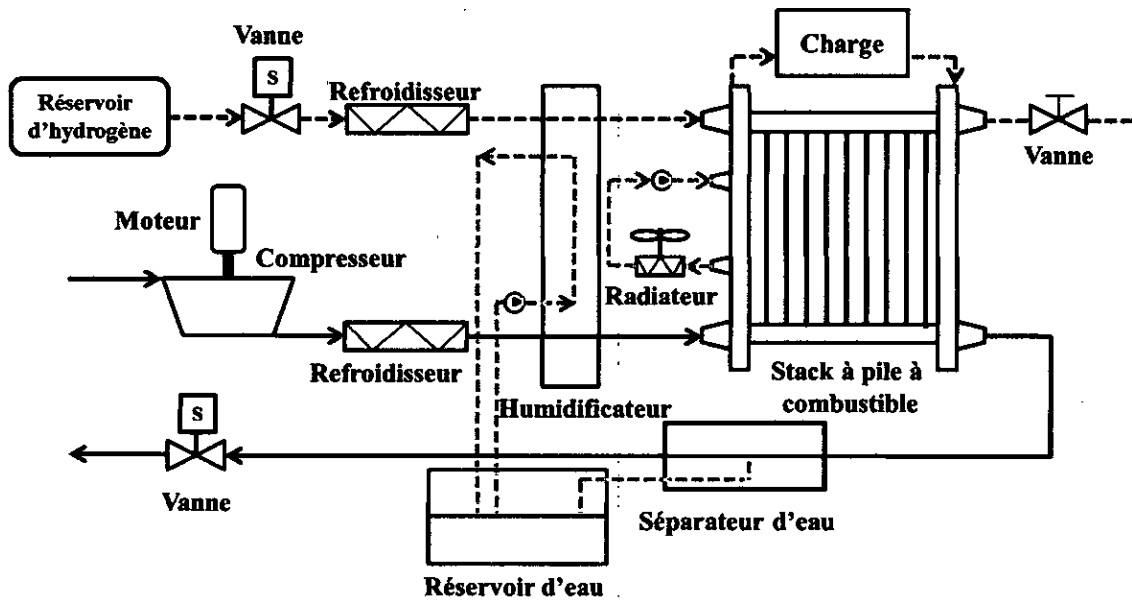 Vanne
Charge
S
Refroidisseur
Réservoir
d'hydrogène
Vanne
Moteur
Compresseur
Radiateur
Refroidisseur
Stack à pile à
combustible
Humidificateur
S
Vanne
Séparateur d'eau
Réservoir d'eau